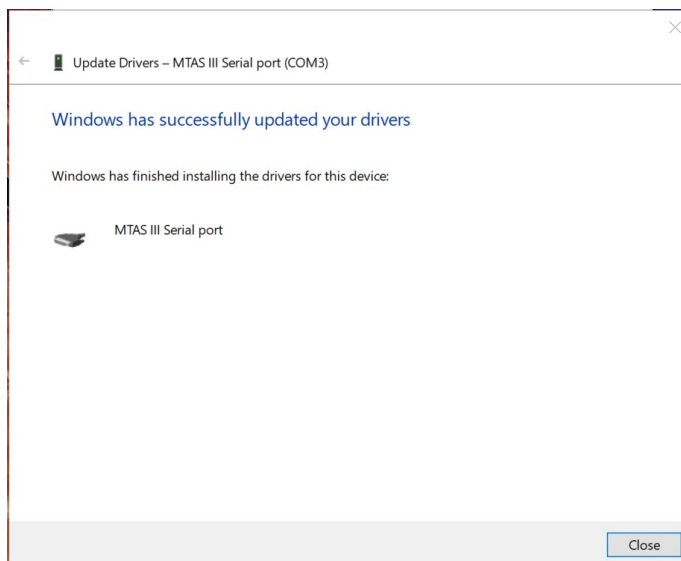 Update Drivers – MTAS III Serial port (COM3)
Windows has successfully updated your drivers
Windows has finished installing the drivers for this device:
MTAS III Serial port
Close